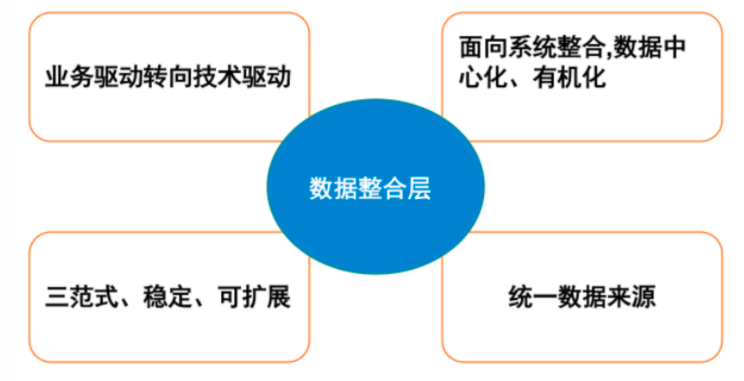 业务驱动转向技术驱动
面向系统整合,数据中
心化、有机化
数据整合层
三范式、稳定、可扩展
统一数据来源